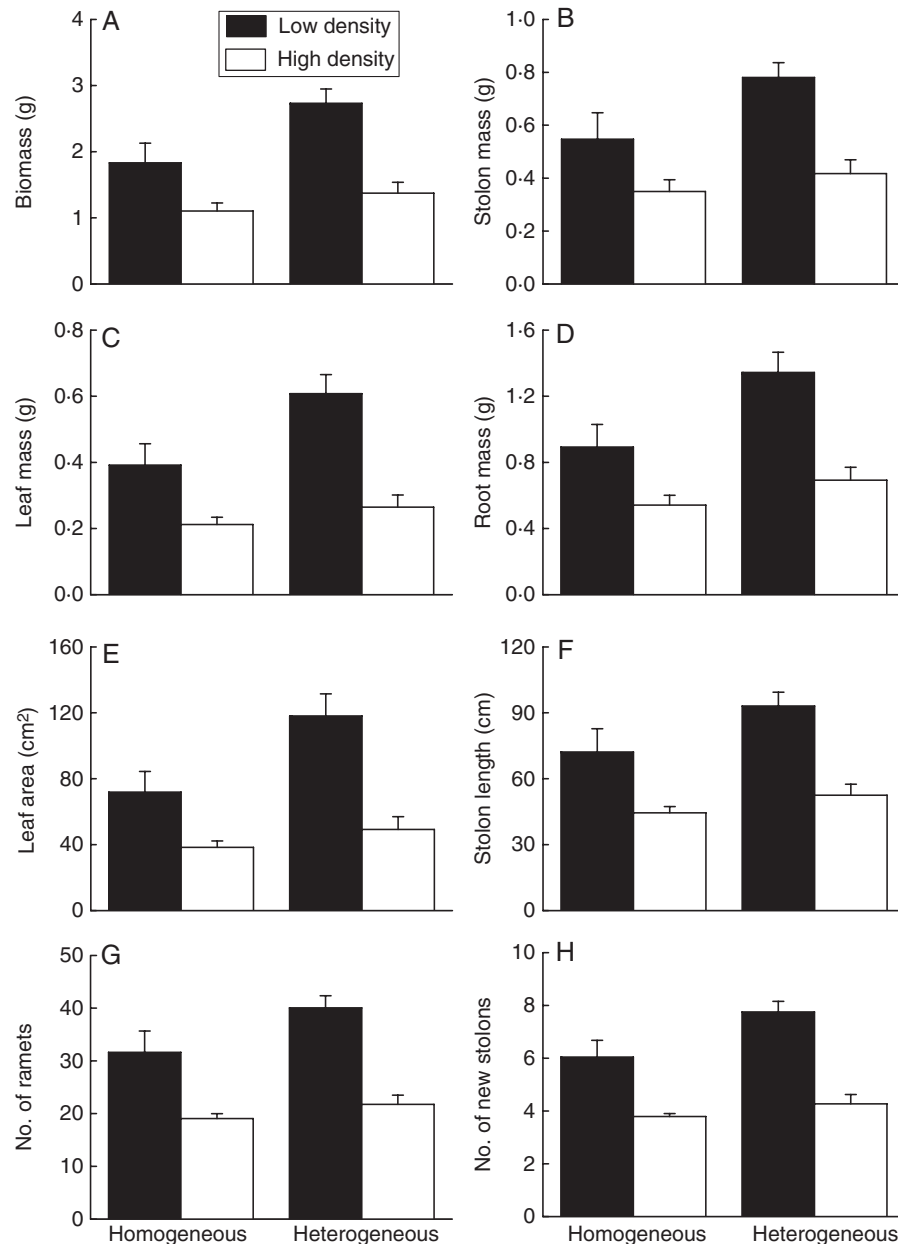 A
Low density
High density
4
3
2
1
0
Biomass (g)
B
1·0
0·8
0·6
0·4
0·2
0·0
Stolon mass (g)
C
0·8
0·6
0·4
0·2
0·0
Leaf mass (g)
D
1·6
1·2
0·8
0·4
0·0
Root mass (g)
E
160
120
80
40
0
Leaf area (cm²)
F
120
90
60
30
0
Stolon length (cm)
G
50
40
30
20
10
0
No. of ramets
Homogeneous Heterogeneous
H
10
8
6
4
2
0
No. of new stolons
Homogeneous Heterogeneous